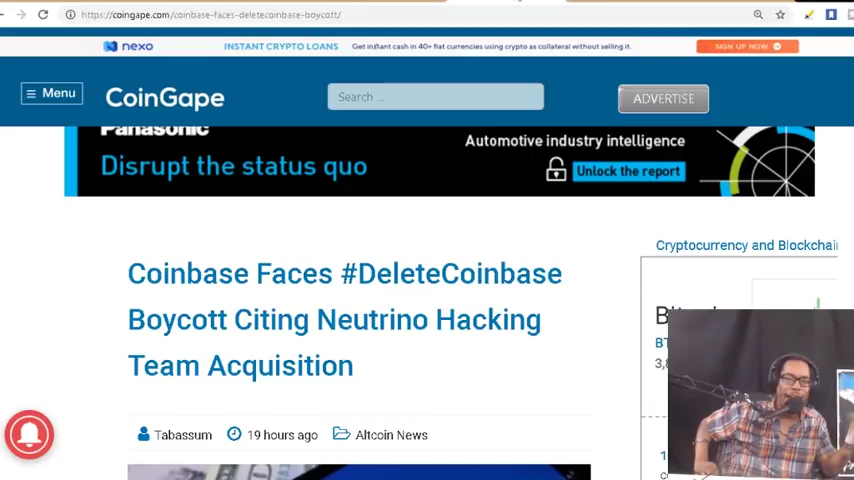 https://coingape.com/coinbase-faces-deletecoinbase-boycott/
nexo INSTANT CRYPTO LOANS Get instant cash in 40+ fiat currencies using crypto as collateral without selling it. SIGN UP NOW
Menu CoinGape Search ... ADVERTISE
Panasonic Automotive industry intelligence
Disrupt the status quo Unlock the report
Cryptocurrency and Blockchain
Coinbase Faces #DeleteCoinbase
Boycott Citing Neutrino Hacking
Team Acquisition
Tabassum 19 hours ago Altcoin News